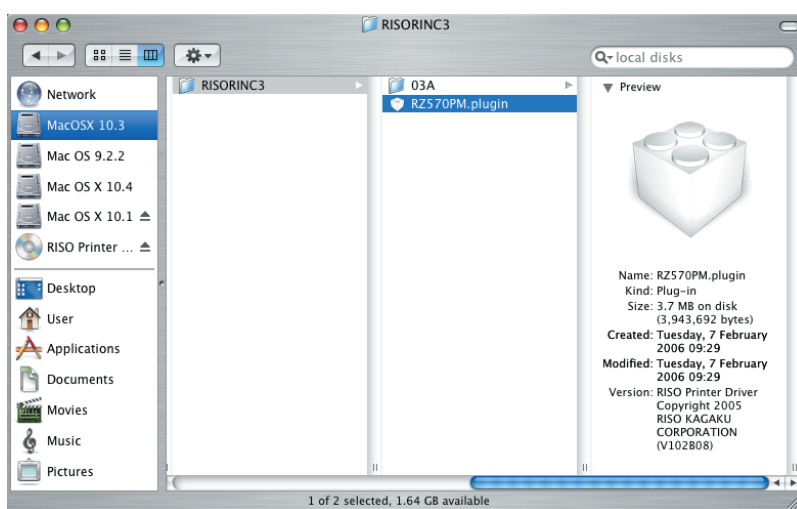 RISORINC3
local disks
Network
MacOSX 10.3
Mac OS 9.2.2
Mac OS X 10.4
Mac OS X 10.1
RISO Printer ...
Desktop
User
Applications
Documents
Movies
Music
Pictures
RISORINC3
03A
RZ570PM.plugin
Preview
Name: RZ570PM.plugin
Kind: Plug-in
Size: 3.7 MB on disk
(3,943,692 bytes)
Created: Tuesday, 7 February
2006 09:29
Modified: Tuesday, 7 February
2006 09:29
Version: RISO Printer Driver
Copyright 2005
RISO KAGAKU
CORPORATION
(V102B08)
1 of 2 selected, 1.64 GB available